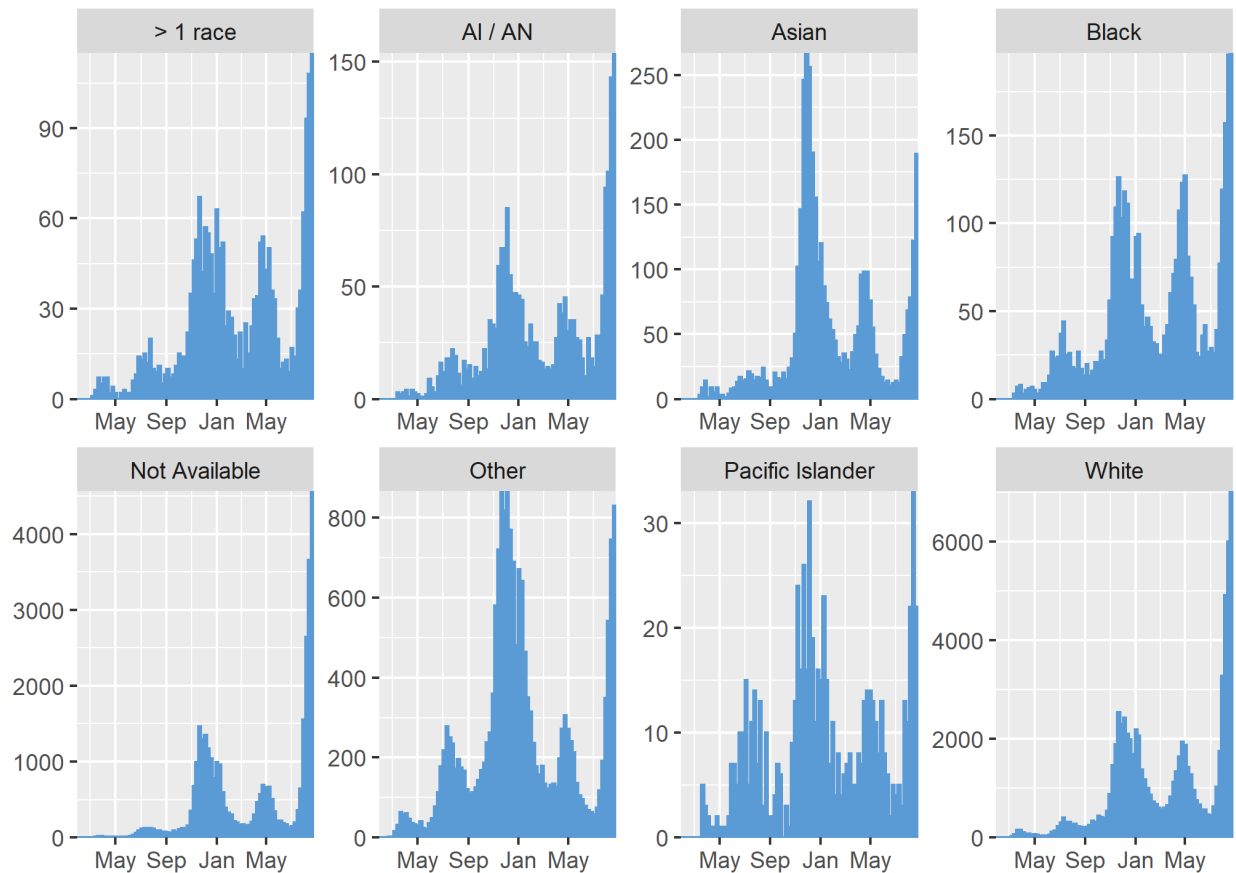 > 1 race
AI / AN
Asian
Black
90
60
30
0
150
100
50
0
250
200
150
100
50
0
150
100
50
0
May Sep Jan May
May Sep Jan May
May Sep Jan May
May Sep Jan May
Not Available
Other
Pacific Islander
White
4000
3000
2000
1000
0
800
600
400
200
0
30
20
10
0
6000
4000
2000
0
May Sep Jan May
May Sep Jan May
May Sep Jan May
May Sep Jan May